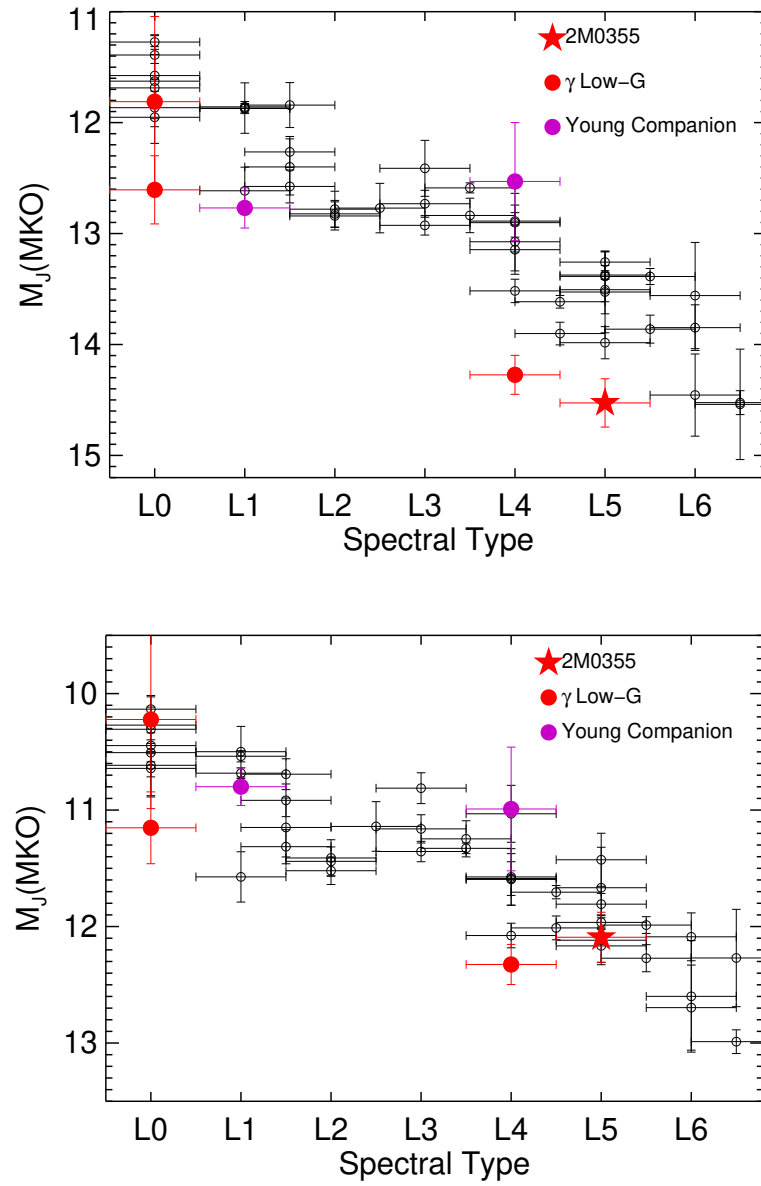 11
12
13
14
15
M_J(MKO)
2M0355
γ Low-G
Young Companion
L0 L1 L2 L3 L4 L5 L6
Spectral Type
10
11
12
13
M_J(MKO)
2M0355
γ Low-G
Young Companion
L0 L1 L2 L3 L4 L5 L6
Spectral Type